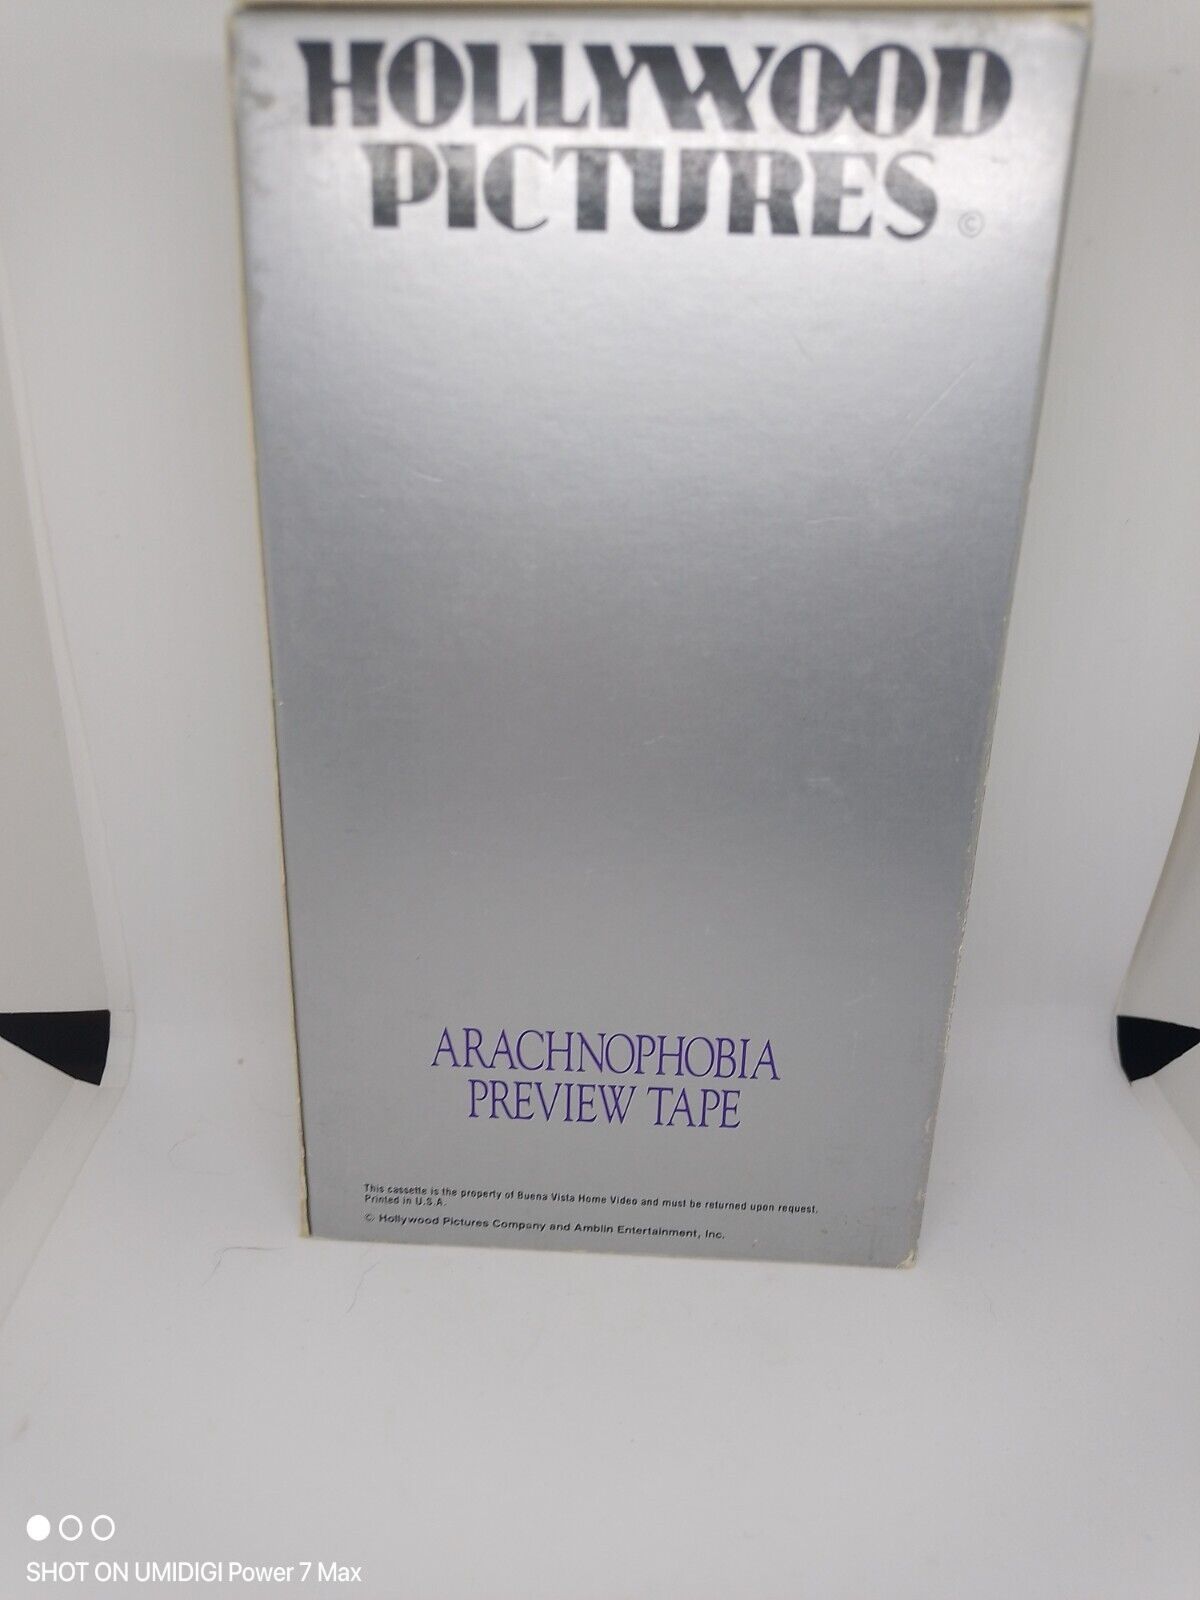 HOLLYWOOD
PICTURES ©
ARACHNOPHOBIA
PREVIEW TAPE
This cassette is the property of Buena Vista Home Video and must be returned upon request.
Printed in U.S.A.
© Hollywood Pictures Company and Amblin Entertainment, Inc.
SHOT ON UMIDIGI Power 7 Max